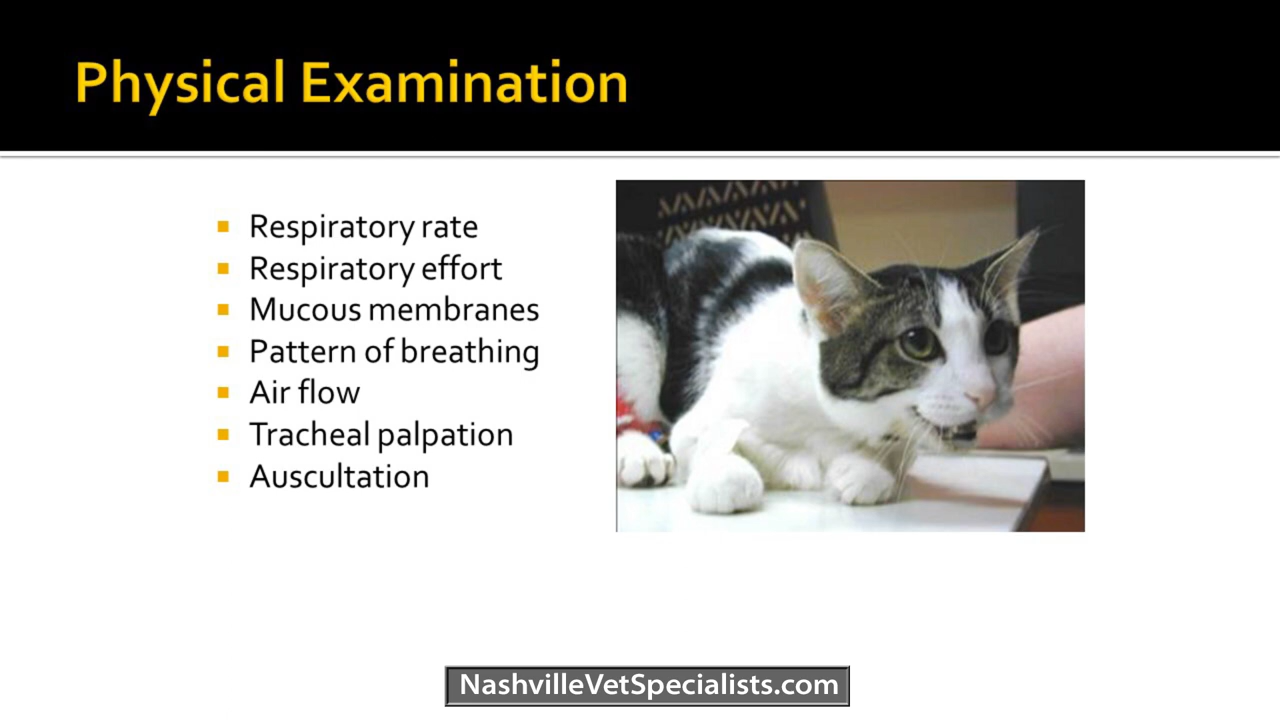 Physical Examination
Respiratory rate
Respiratory effort
Mucous membranes
Pattern of breathing
Air flow
Tracheal palpation
Auscultation
NashvilleVetSpecialists.com